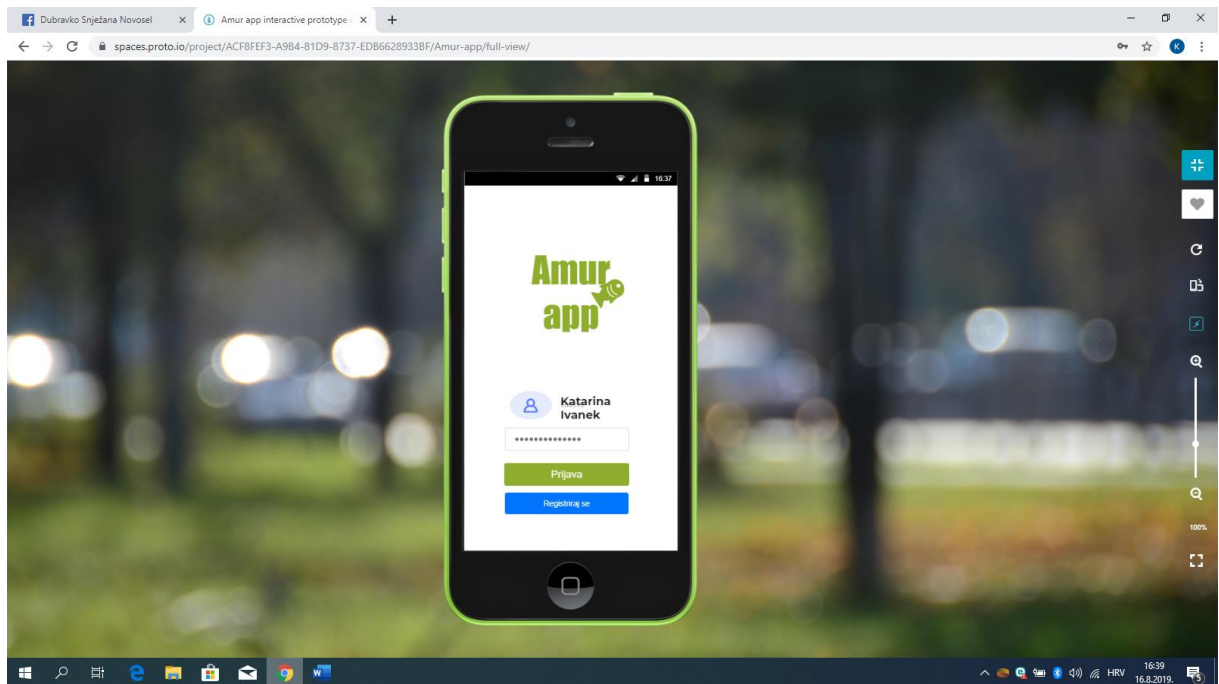 Dubravko Snježana Novosel
Amur app interactive prototype
spaces.proto.io/project/ACF8FEF3-A9B4-81D9-8737-EDB6628933BF/Amur-app/full-view/
K
16:37
Amur
app
Katarina
Ivanek
Prijava
Registriraj se
100%
HRV
16:39
16.8.2019.
5